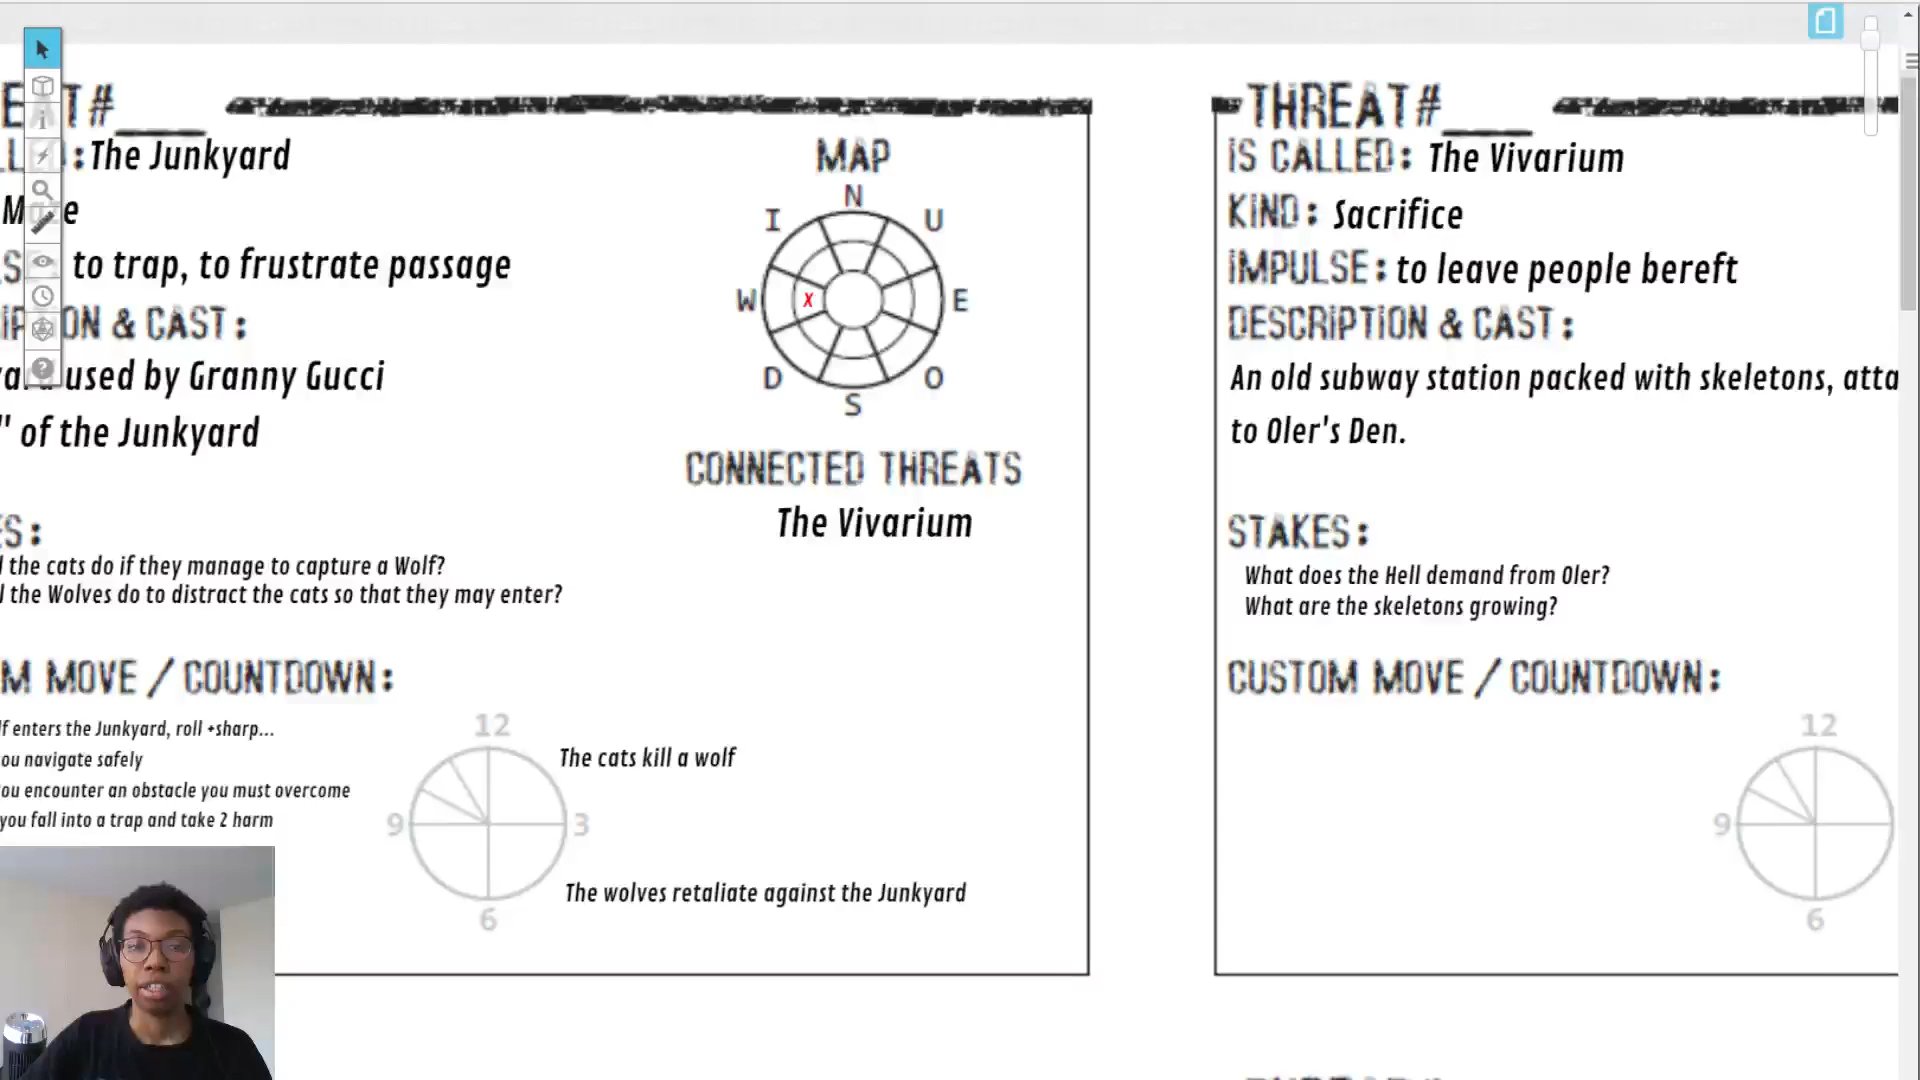 THREAT#___
The Junkyard
to trap, to frustrate passage
ON & CAST:
used by Granny Gucci
" of the Junkyard
MAP
N
I
U
W
X
E
D
O
S
CONNECTED THREATS
The Vivarium
ES:
the cats do if they manage to capture a Wolf?
the Wolves do to distract the cats so that they may enter?
M MOVE / COUNTDOWN:
lf enters the Junkyard, roll +sharp...
ou navigate safely
ou encounter an obstacle you must overcome
you fall into a trap and take 2 harm
12
9
3
6
The cats kill a wolf
The wolves retaliate against the Junkyard
THREAT#___
IS CALLED: The Vivarium
KIND: Sacrifice
IMPULSE: to leave people bereft
DESCRIPTION & CAST:
An old subway station packed with skeletons, atta
to Oler's Den.
STAKES:
What does the Hell demand from Oler?
What are the skeletons growing?
CUSTOM MOVE / COUNTDOWN:
12
9
6